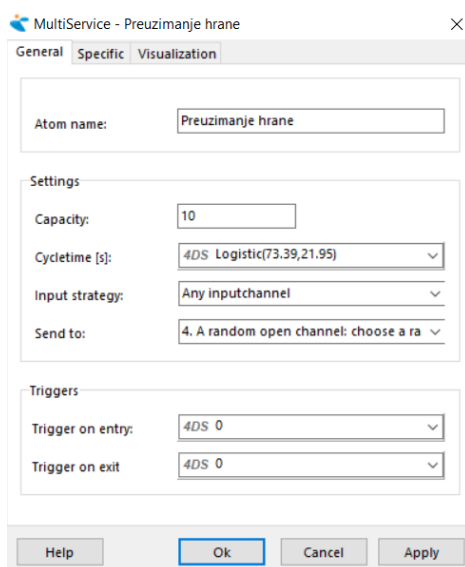 MultiService - Preuzimanje hrane
General Specific Visualization
Atom name: Preuzimanje hrane
Settings
Capacity: 10
Cycletime [s]: 4DS Logistic(73.39,21.95)
Input strategy: Any inputchannel
Send to: 4. A random open channel: choose a ra
Triggers
Trigger on entry: 4DS 0
Trigger on exit 4DS 0
Help Ok Cancel Apply